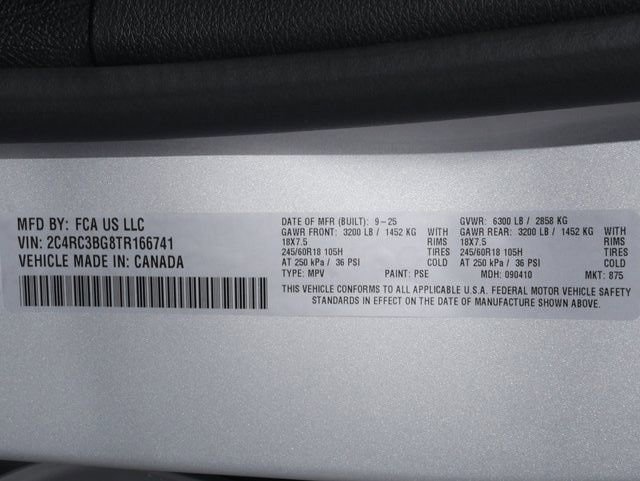 MFD BY: FCA US LLC
VIN: 2C4RC3BG8TR166741
VEHICLE MADE IN: CANADA
DATE OF MFR (BUILT): 9-25 GVWR: 6300 LB / 2858 KG
GAWR FRONT: 3200 LB / 1452 KG WITH GAWR REAR: 3200 LB / 1452 KG WITH
18X7.5 RIMS 18X7.5 RIMS
245/60R18 105H TIRES 245/60R18 105H TIRES
AT 250 kPa / 36 PSI COLD AT 250 kPa / 36 PSI COLD
TYPE: MPV PAINT: PSE MDH: 090410 MKT: 875
THIS VEHICLE CONFORMS TO ALL APPLICABLE U.S.A. FEDERAL MOTOR VEHICLE SAFETY
STANDARDS IN EFFECT ON THE DATE OF MANUFACTURE SHOWN ABOVE.